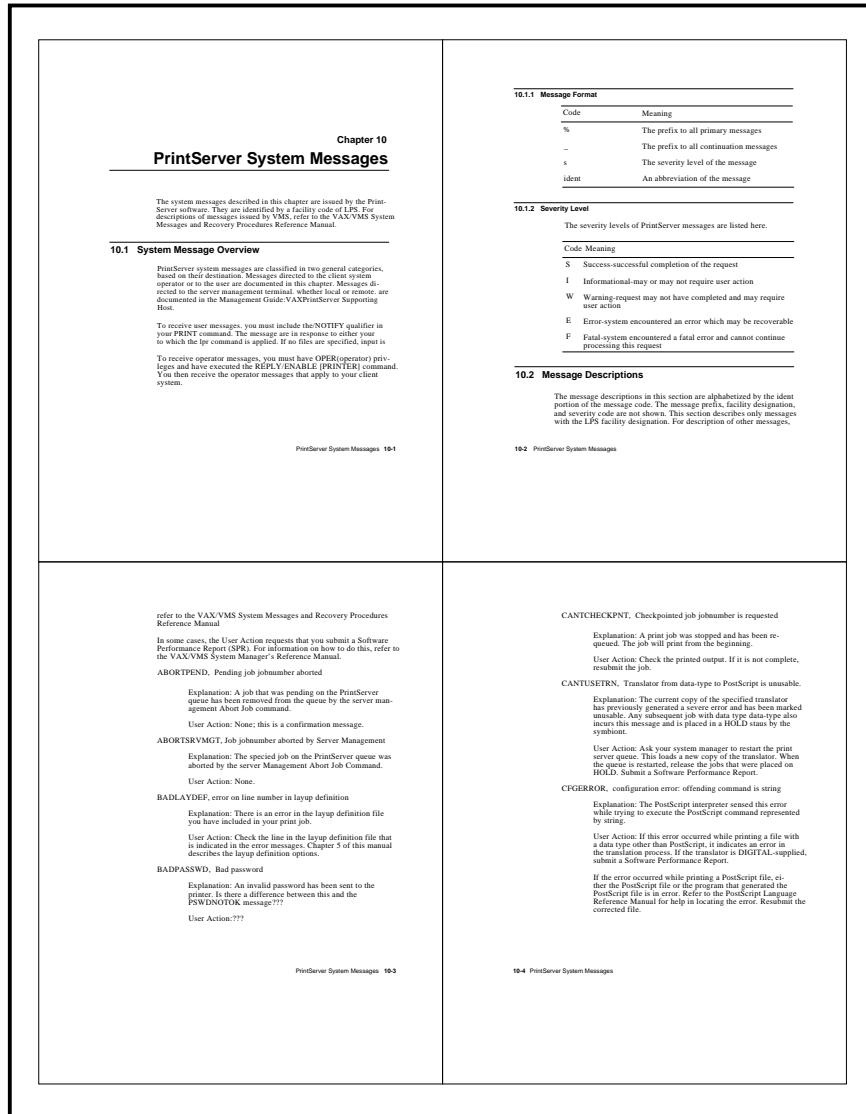 Chapter 10
PrintServer System Messages
The system messages described in this chapter are issued by the Print-
Server software. They are identified by a facility code of LPS. For
descriptions of messages issued by VMS, refer to the VAX/VMS System
Messages and Recovery Procedures Reference Manual.
10.1 System Message Overview
PrintServer system messages are classified in two general categories,
based on their destination. Messages directed to the client system
operator or to the user are documented in this chapter. Messages di-
rected to the server management terminal. whether local or remote. are
documented in the Management Guide:VAXPrintServer Supporting
Host.
To receive user messages, you must include the/NOTIFY qualifier in
your PRINT command. The message are in response to either your
to which the lpr command is applied. If no files are specified, input is
To receive operator messages, you must have OPER(operator) priv-
leges and have executed the REPLY/ENABLE [PRINTER] command.
You then receive the operator messages that apply to your client
system.
PrintServer System Messages 10-1
10.1.1 Message Format
Code Meaning
% The prefix to all primary messages
_ The prefix to all continuation messages
s The severity level of the message
ident An abbreviation of the message
10.1.2 Severity Level
The severity levels of PrintServer messages are listed here.
Code Meaning
S Success-successful completion of the request
I Informational-may or may not require user action
W Warning-request may not have completed and may require
user action
E Error-system encountered an error which may be recoverable
F Fatal-system encountered a fatal error and cannot continue
processing this request
10.2 Message Descriptions
The message descriptions in this section are alphabetized by the ident
portion of the message code. The message prefix, facility designation,
and severity code are not shown. This section describes only messages
with the LPS facility designation. For description of other messages,
10-2 PrintServer System Messages
refer to the VAX/VMS System Messages and Recovery Procedures
Reference Manual
In some cases, the User Action requests that you submit a Software
Performance Report (SPR). For information on how to do this, refer to
the VAX/VMS System Manager's Reference Manual.
ABORTPEND, Pending job jobnumber aborted
Explanation: A job that was pending on the PrintServer
queue has been removed from the queue by the server man-
agement Abort Job command.
User Action: None; this is a confirmation message.
ABORTSRVMGT, Job jobnumber aborted by Server Management
Explanation: The specied job on the PrintServer queue was
aborted by the server Management Abort Job Command.
User Action: None.
BADLAYDEF, error on line number in layup definition
Explanation: There is an error in the layup definition file
you have included in your print job.
User Action: Check the line in the layup definition file that
is indicated in the error messages. Chapter 5 of this manual
describes the layup definition options.
BADPASSWD, Bad password
Explanation: An invalid password has been sent to the
printer. Is there a difference between this and the
PSWDNOTOK message???
User Action:???
PrintServer System Messages 10-3
CANTCHECKPNT, Checkpointed job jobnumber is requested
Explanation: A print job was stopped and has been re-
queued. The job will print from the beginning.
User Action: Check the printed output. If it is not complete,
resubmit the job.
CANTUSETRN, Translator from data-type to PostScript is unusable.
Explanation: The current copy of the specified translator
has previously generated a severe error and has been marked
unusable. Any subsequent job with data type data-type also
incurs this message and is placed in a HOLD staus by the
symbiont.
User Action: Ask your system manager to restart the print
server queue. This loads a new copy of the translator. When
the queue is restarted, release the jobs that were placed on
HOLD. Submit a Software Performance Report.
CFGERROR, configuration error: offending command is string
Explanation: The PostScript interpreter sensed this error
while trying to execute the PostScript command represented
by string.
User Action: If this error occurred while printing a file with
a data type other than PostScript, it indicates an error in
the translation process. If the translator is DIGITAL-supplied,
submit a Software Performance Report.
If the error occurred while printing a PostScript file, ei-
ther the PostScript file or the program that generated the
PostScript file is in error. Refer to the PostScript Language
Reference Manual for help in locating the error. Resubmit the
corrected file.
10-4 PrintServer System Messages